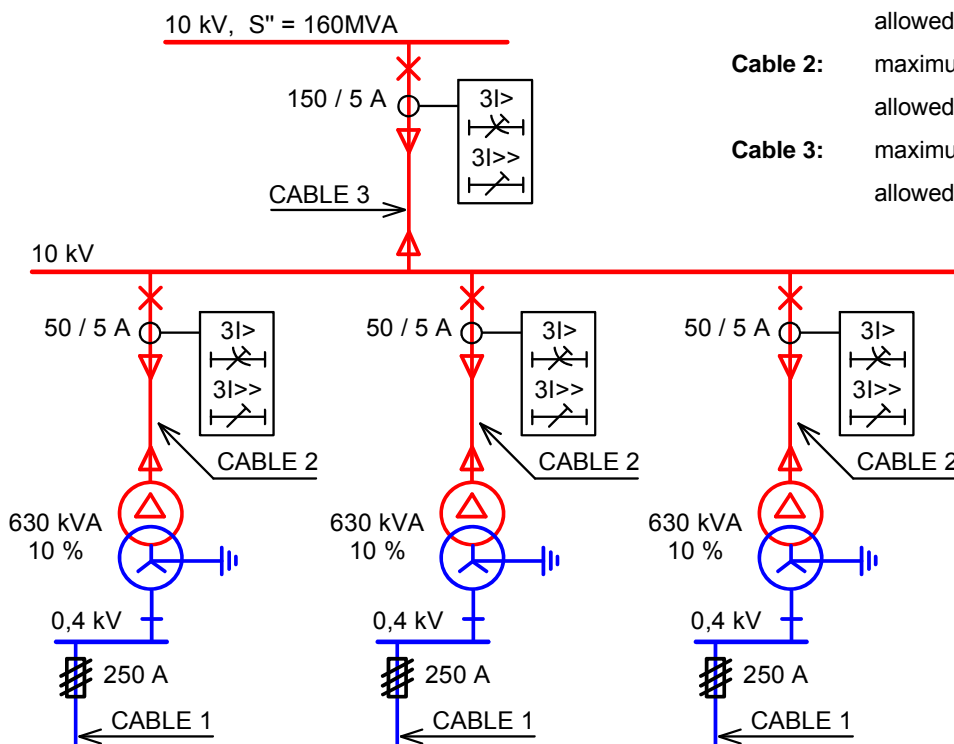 10 kV, S" = 160MVA
allowed
Cable 2: maximu
150 / 5 A
3I>
allowed
3I>>
Cable 3: maximu
CABLE 3
allowed
10 kV
50 / 5 A
3I>
50 / 5 A
3I>
50 / 5 A
3I>
3I>>
3I>>
3I>>
CABLE 2
CABLE 2
CABLE 2
630 kVA
10 %
630 kVA
10 %
630 kVA
10 %
0,4 kV
0,4 kV
0,4 kV
250 A
250 A
250 A
CABLE 1
CABLE 1
CABLE 1